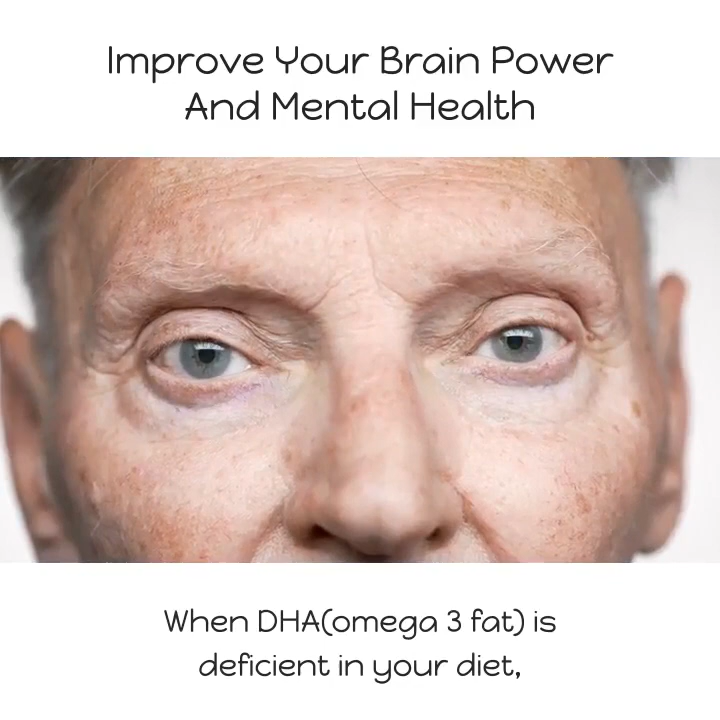 Improve Your Brain Power
And Mental Health
When DHA(omega 3 fat) is
deficient in your diet,